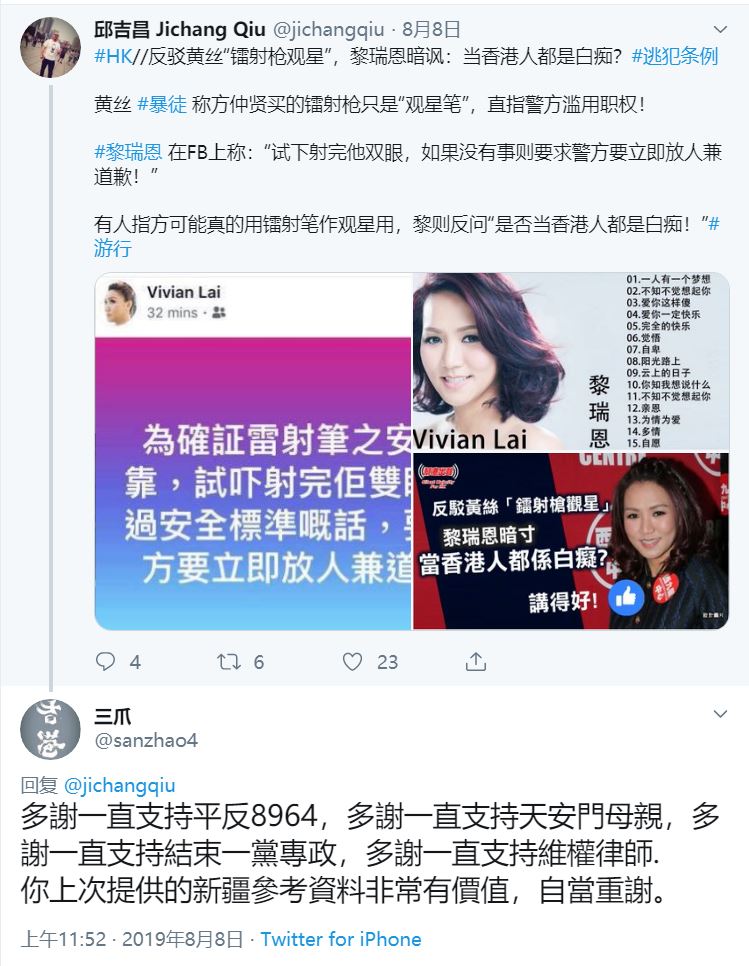 邱吉昌 Jichang Qiu @jichangqiu · 8月8日
#HK//反驳黄丝“镭射枪观星”，黎瑞恩暗讽：当香港人都是白痴？#逃犯条例
黄丝 #暴徒 称方仲贤买的镭射枪只是“观星笔”，直指警方滥用职权！
#黎瑞恩 在FB上称：“试下射完他双眼，如果没有事则要求警方要立即放人兼
道歉！”
有人指方可能真的用镭射笔作观星用，黎则反问“是否当香港人都是白痴！”#
游行
Vivian Lai
32 mins ·
為確証雷射筆之安
靠，試吓射完佢雙
過安全標準嘅話，
方要立即放人兼道
01.一人有一个梦想
02.不知不觉想起你
03.爱你这样傻
04.爱你一定快乐
05.完全的快乐
06.觉悟
07.自卑
08.阳光路上
09.云上的日子
10.你知我想说什么
11.不知不觉想起你
12.亲恩
13.为情为爱
14.多情
15.自愿
黎瑞恩
Vivian Lai
CENTRE
反駁黃絲「鐳射槍觀星」
黎瑞恩暗寸
當香港人都係白癡?
講得好!
設計圖片
4
6
23
三爪
@sanzhao4
香港
回复 @jichangqiu
多謝一直支持平反8964，多謝一直支持天安門母親，多
謝一直支持結束一黨專政，多謝一直支持維權律師.
你上次提供的新疆參考資料非常有價值，自當重謝。
上午11:52 · 2019年8月8日 · Twitter for iPhone